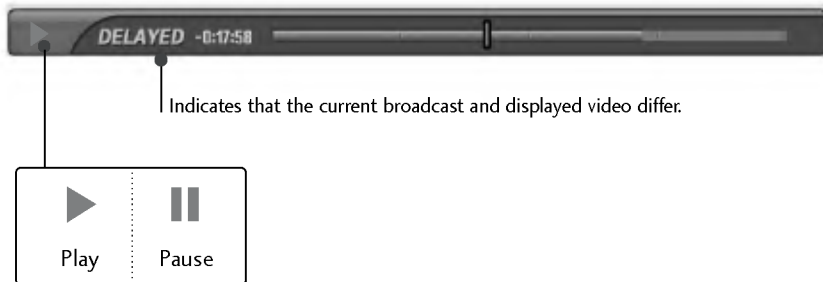 DELAYED -0:17:58
Indicates that the current broadcast and displayed video differ.
Play Pause